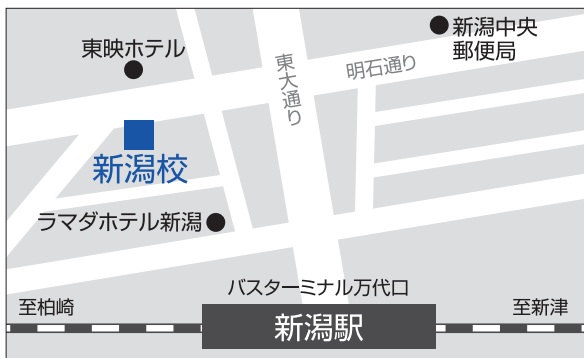 新潟中央
郵便局
東映ホテル
東大通り
明石通り
新潟校
ラマダホテル新潟
バスターミナル万代口
至柏崎
至新津
新潟駅